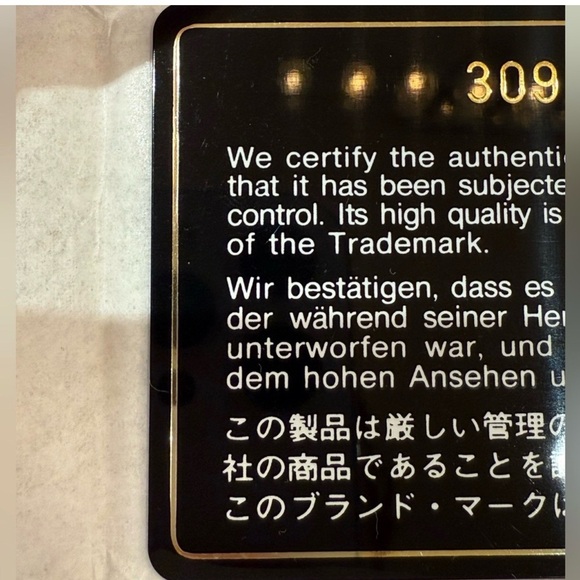 309
We certify the authenti
that it has been subjecte
control. Its high quality is
of the Trademark.
Wir bestätigen, dass es
der während seiner Her
unterworfen war, und
dem hohen Ansehen u
この製品は厳しい管理の
社の商品であることを
このブランド・マークは